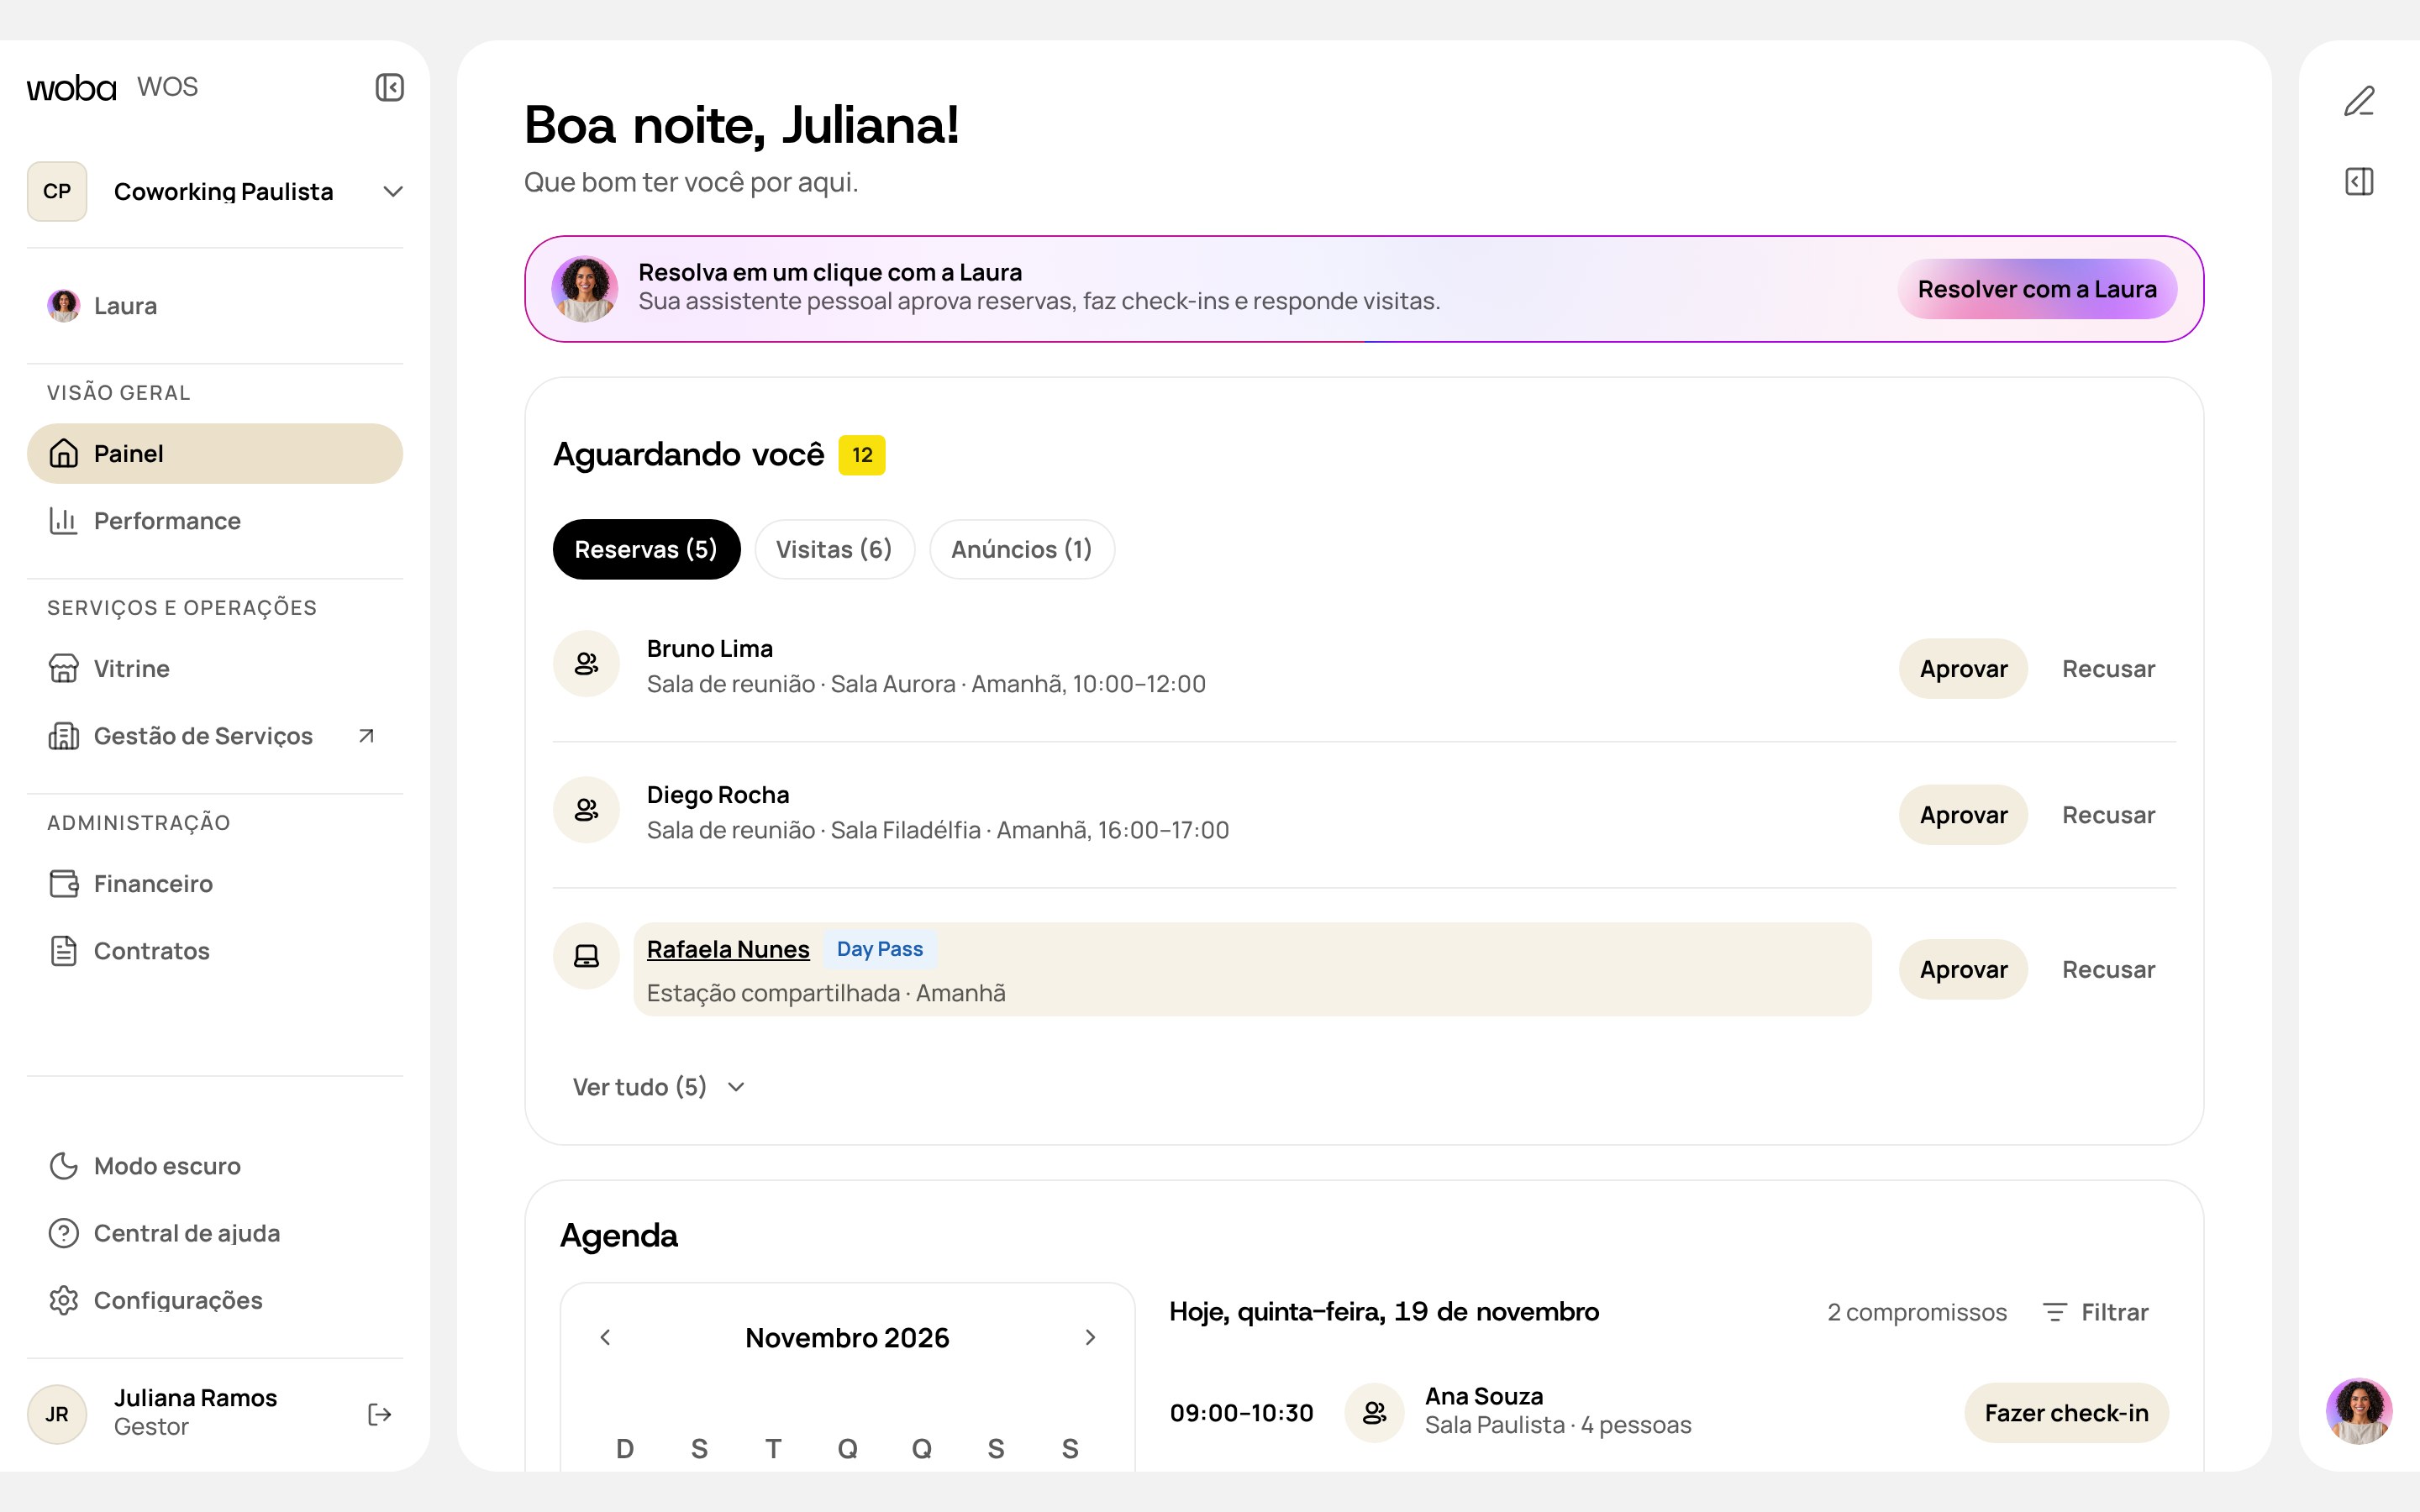 woba WOS
CP Coworking Paulista
Laura
VISÃO GERAL
Painel
Performance
SERVIÇOS E OPERAÇÕES
Vitrine
Gestão de Serviços
ADMINISTRAÇÃO
Financeiro
Contratos
Modo escuro
Central de ajuda
Configurações
JR
Juliana Ramos
Gestor
Boa noite, Juliana!
Que bom ter você por aqui.
Resolva em um clique com a Laura
Sua assistente pessoal aprova reservas, faz check-ins e responde visitas.
Resolver com a Laura
Aguardando você 12
Reservas (5) Visitas (6) Anúncios (1)
Bruno Lima
Sala de reunião · Sala Aurora · Amanhã, 10:00–12:00
Aprovar Recusar
Diego Rocha
Sala de reunião · Sala Filadélfia · Amanhã, 16:00–17:00
Aprovar Recusar
Rafaela Nunes Day Pass
Estação compartilhada · Amanhã
Aprovar Recusar
Ver tudo (5)
Agenda
Novembro 2026
D S T Q Q S S
Hoje, quinta-feira, 19 de novembro
2 compromissos Filtrar
09:00–10:30
Ana Souza
Sala Paulista · 4 pessoas
Fazer check-in